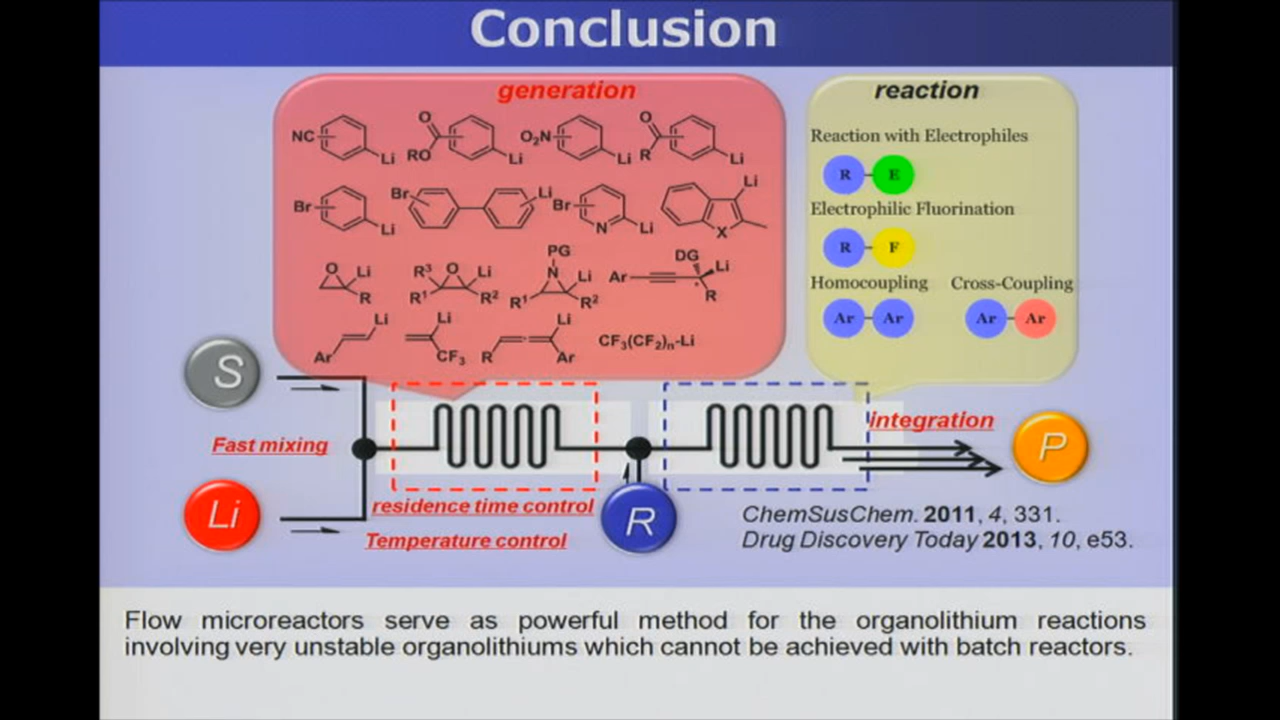 Conclusion
generation
reaction
NC Li
O RO Li
O₂N Li
O R Li
Br Li
Br Li
Br N Li
Li X
O Li R
R³ O Li R¹ R²
PG N Li R¹ R²
Ar DG Li R
Li Ar
Li CF₃
Li R Ar
CF₃(CF₂)ₙ-Li
Reaction with Electrophiles
R E
Electrophilic Fluorination
R F
Homocoupling Cross-Coupling
Ar Ar Ar Ar
S
Fast mixing
Li
residence time control
Temperature control
R
integration
P
ChemSusChem. 2011, 4, 331.
Drug Discovery Today 2013, 10, e53.
Flow microreactors serve as powerful method for the organolithium reactions
involving very unstable organolithiums which cannot be achieved with batch reactors.